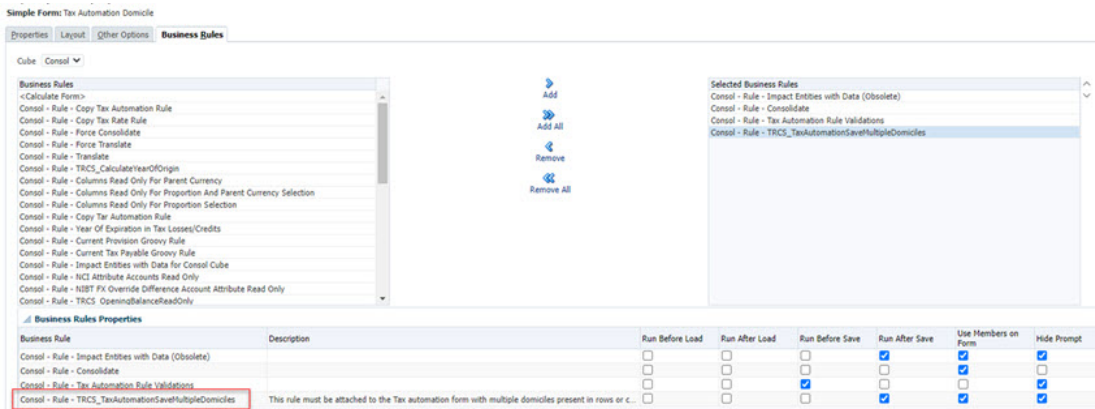 Simple Form: Tax Automation Domicile
Properties Layout Other Options Business Rules
Cube Consol
Business Rules
<Calculate Form>
Consol - Rule - Copy Tax Automation Rule
Consol - Rule - Copy Tax Rate Rule
Consol - Rule - Force Consolidate
Consol - Rule - Force Translate
Consol - Rule - Translate
Consol - Rule - TRCS_CalculateYearOfOrigin
Consol - Rule - Columns Read Only For Parent Currency
Consol - Rule - Columns Read Only For Proportion And Parent Currency Selection
Consol - Rule - Columns Read Only For Proportion Selection
Consol - Rule - Copy Tar Automation Rule
Consol - Rule - Year Of Expiration in Tax Losses/Credits
Consol - Rule - Current Provision Groovy Rule
Consol - Rule - Current Tax Payable Groovy Rule
Consol - Rule - Impact Entities with Data for Consol Cube
Consol - Rule - NCI Attribute Accounts Read Only
Consol - Rule - NIBT FX Override Difference Account Attribute Read Only
Consol - Rule - TRCS_OpeningBalanceReadOnly
Add
Add All
Remove
Remove All
Selected Business Rules
Consol - Rule - Impact Entities with Data (Obsolete)
Consol - Rule - Consolidate
Consol - Rule - Tax Automation Rule Validations
Consol - Rule - TRCS_TaxAutomationSaveMultipleDomiciles
Business Rules Properties
Business Rule Description Run Before Load Run After Load Run Before Save Run After Save Use Members on Form Hide Prompt
Consol - Rule - Impact Entities with Data (Obsolete)
Consol - Rule - Consolidate
Consol - Rule - Tax Automation Rule Validations
Consol - Rule - TRCS_TaxAutomationSaveMultipleDomiciles This rule must be attached to the Tax automation form with multiple domiciles present in rows or c...